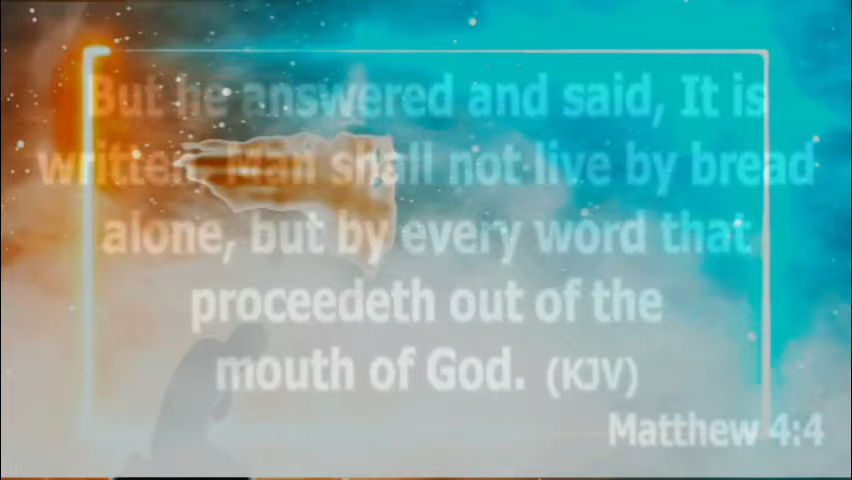 But he answered and said, It is
written, Man shall not live by bread
alone, but by every word that
proceedeth out of the
mouth of God. (KJV)
Matthew 4:4